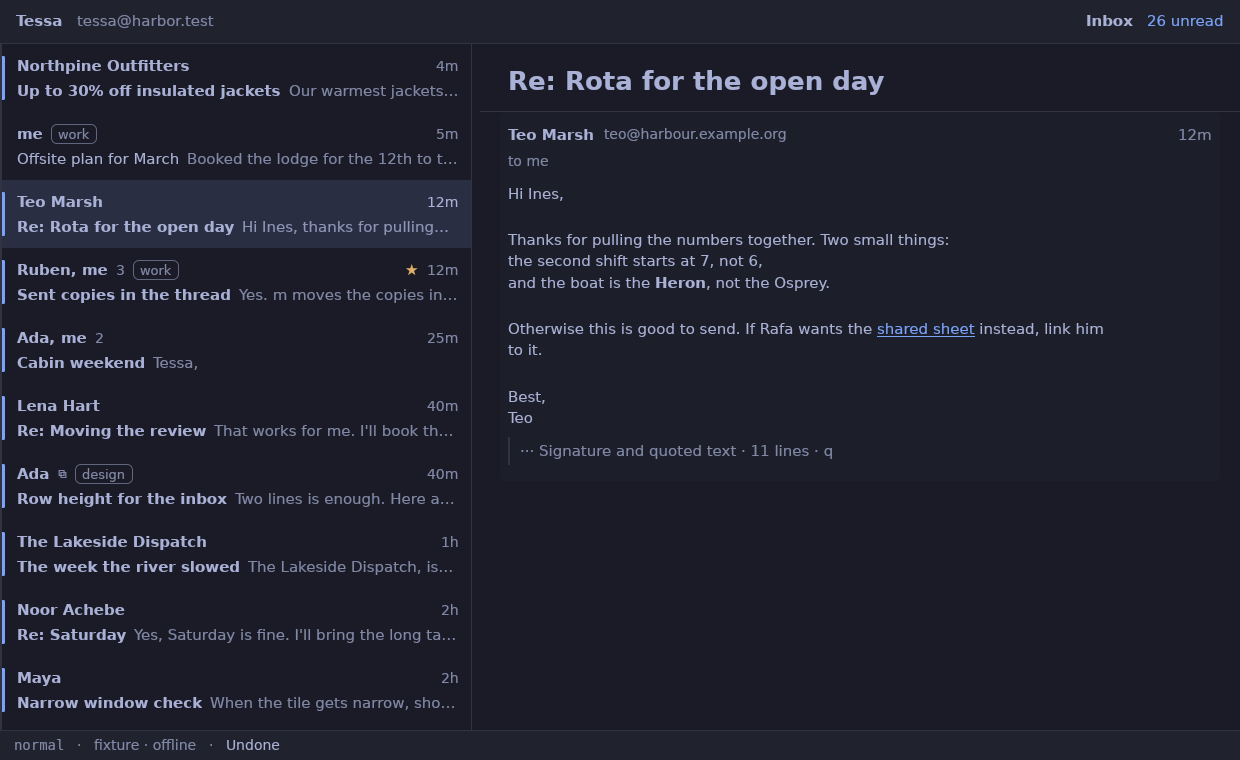 Tessa tessa@harbor.test Inbox 26 unread
Northpine Outfitters 4m
Up to 30% off insulated jackets Our warmest jackets…
me work 5m
Offsite plan for March Booked the lodge for the 12th to t…
Teo Marsh 12m
Re: Rota for the open day Hi Ines, thanks for pulling…
Ruben, me 3 work ★ 12m
Sent copies in the thread Yes. m moves the copies in…
Ada, me 2 25m
Cabin weekend Tessa,
Lena Hart 40m
Re: Moving the review That works for me. I'll book th…
Ada design 40m
Row height for the inbox Two lines is enough. Here a…
The Lakeside Dispatch 1h
The week the river slowed The Lakeside Dispatch, is…
Noor Achebe 2h
Re: Saturday Yes, Saturday is fine. I'll bring the long ta…
Maya 2h
Narrow window check When the tile gets narrow, sho…
Re: Rota for the open day
Teo Marsh teo@harbour.example.org 12m
to me
Hi Ines,
Thanks for pulling the numbers together. Two small things:
the second shift starts at 7, not 6,
and the boat is the Heron, not the Osprey.
Otherwise this is good to send. If Rafa wants the shared sheet instead, link him
to it.
Best,
Teo
··· Signature and quoted text · 11 lines · q
normal · fixture · offline · Undone